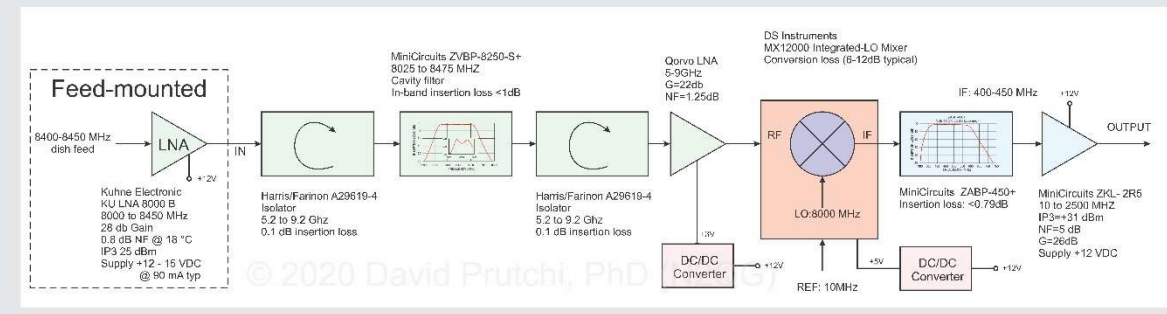 Feed-mounted
8400-8450 MHz
dish feed
LNA
+12V
IN
Kuhne Electronic
KU LNA 8000 B
8000 to 8450 MHz
28 db Gain
0.8 dB NF @ 18 °C
IP3 25 dBm
Supply +12 - 15 VDC
@ 90 mA typ
Harris/Farinon A29619-4
Isolator
5.2 to 9.2 Ghz
0.1 dB insertion loss
MiniCircuits ZVBP-8250-S+
8025 to 8475 MHZ
Cavity filter
In-band insertion loss <1dB
Harris/Farinon A29619-4
Isolator
5.2 to 9.2 Ghz
0.1 dB insertion loss
Qorvo LNA
5-9GHz
G=22db
NF=1.25dB
+3V
DC/DC
Converter
+12V
DS Instruments
MX12000 Integrated-LO Mixer
Conversion loss (6-12dB typical)
RF
IF
LO:8000 MHz
REF: 10MHz
+5V
DC/DC
Converter
+12V
IF: 400-450 MHz
MiniCircuits ZABP-450+
Insertion loss: <0.79dB
+12V
OUTPUT
MiniCircuits ZKL- 2R5
10 to 2500 MHZ
IP3=+31 dBm
NF=5 dB
G=26dB
Supply +12 VDC
© 2020 David Prutchi, PhD